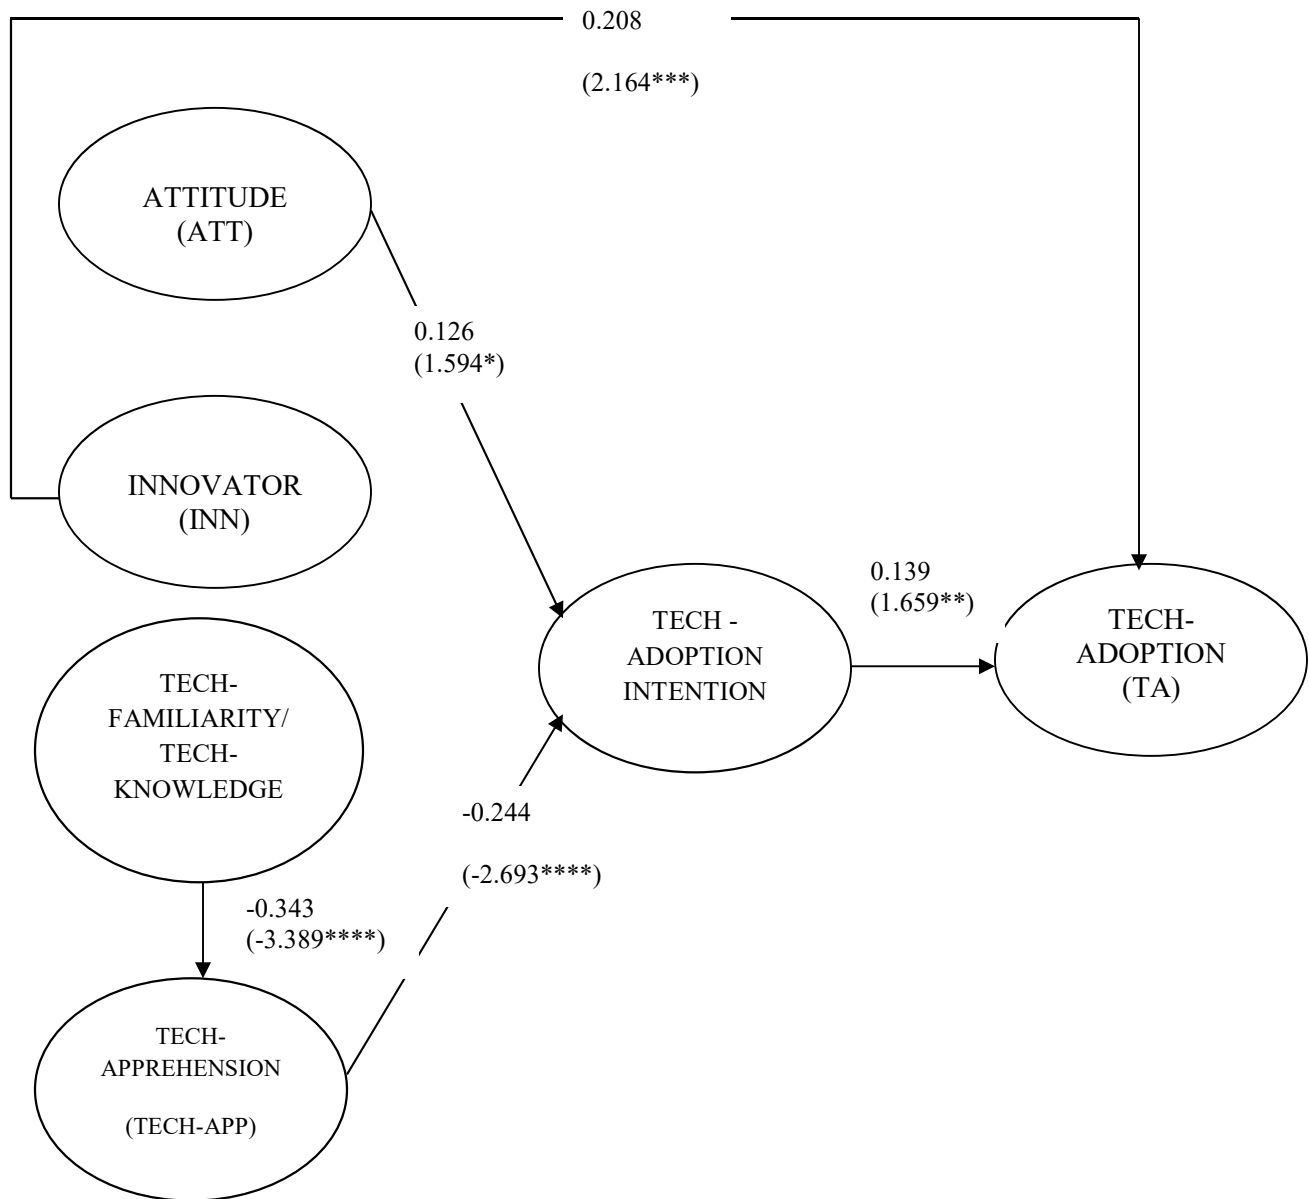 0.208
(2.164***)
ATTITUDE
(ATT)
0.126
(1.594*)
INNOVATOR
(INN)
0.139
(1.659**)
TECH -
ADOPTION
INTENTION
TECH-
ADOPTION
(TA)
TECH-
FAMILIARITY/
TECH-
KNOWLEDGE
-0.244
(-2.693****)
-0.343
(-3.389****)
TECH-
APPREHENSION
(TECH-APP)